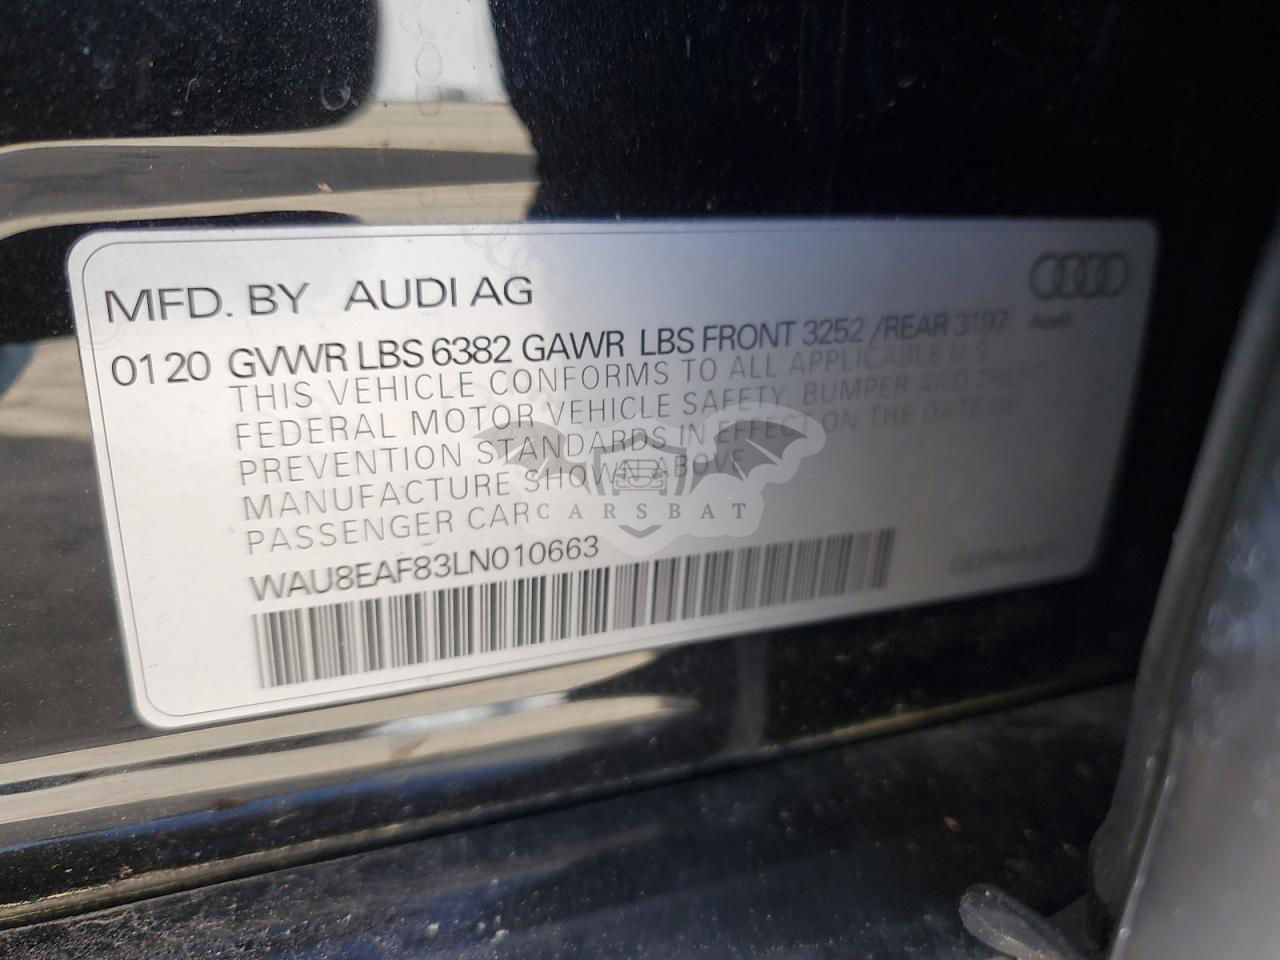 MFD. BY AUDI AG
0120 GVWR LBS 6382 GAWR LBS FRONT 3252 /REAR 3197
Audi
THIS VEHICLE CONFORMS TO ALL APPLICABLE U.S.
FEDERAL MOTOR VEHICLE SAFETY, BUMPER AND THEFT
PREVENTION STANDARDS IN EFFECT ON THE DATE OF
MANUFACTURE SHOWN ABOVE
PASSENGER CAR
CARSBAT
WAU8EAF83LN010663
GERMANY